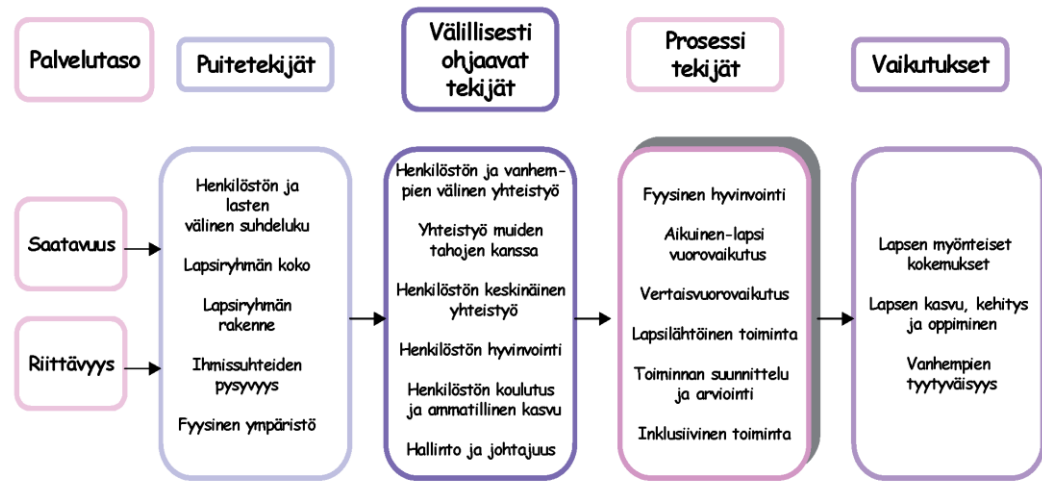 Palvelutaso
Puitetekijät
Välillisesti
ohjaavat
tekijät
Prosessi
tekijät
Vaikutukset
Saatavuus
Riittävyys
Henkilöstön ja
lasten
välinen suhdeluku
Lapsiryhmän koko
Lapsiryhmän
rakenne
Ihmissuhteiden
pysyvyys
Fyysinen ympäristö
Henkilöstön ja vanhem-
pien välinen yhteistyö
Yhteistyö muiden
tahojen kanssa
Henkilöstön keskinäinen
yhteistyö
Henkilöstön hyvinvointi
Henkilöstön koulutus
ja ammatillinen kasvu
Hallinto ja johtajuus
Fyysinen hyvinvointi
Aikuinen-lapsi
vuorovaikutus
Vertaisvuorovaikutus
Lapsilähtöinen toiminta
Toiminnan suunnittelu
ja arviointi
Inklusiivinen toiminta
Lapsen myönteiset
kokemukset
Lapsen kasvu, kehitys
ja oppiminen
Vanhempien
tyytyväisyys